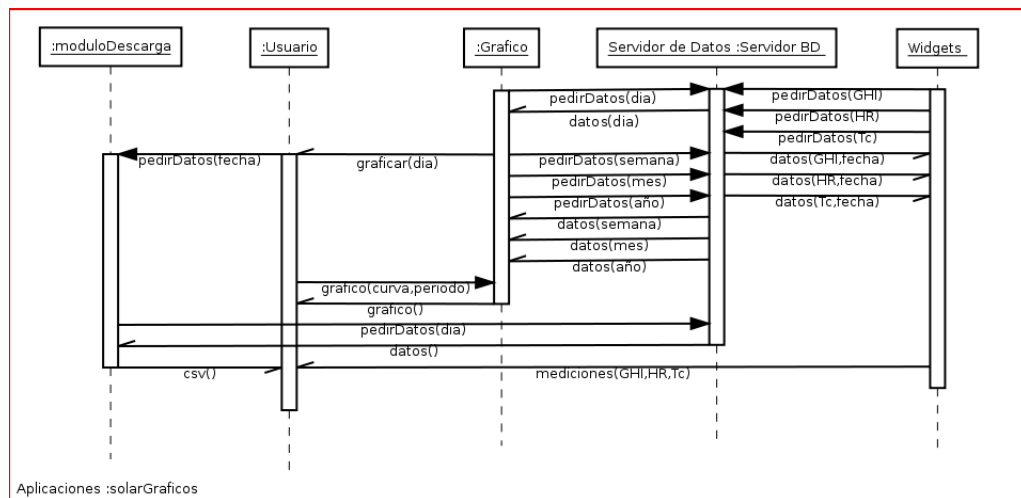 :moduloDescarga
:Usuario
:Grafico
Servidor de Datos :Servidor BD
Widgets
pedirDatos(dia)
pedirDatos(GHI)
datos(dia)
pedirDatos(HR)
pedirDatos(Tc)
pedirDatos(fecha)
graficar(dia)
pedirDatos(semana)
datos(GHI,fecha)
pedirDatos(mes)
datos(HR,fecha)
pedirDatos(año)
datos(Tc,fecha)
datos(semana)
datos(mes)
datos(año)
grafico(curva,periodo)
grafico()
pedirDatos(dia)
datos()
csv()
mediciones(GHI,HR,Tc)
Aplicaciones :solarGraficos